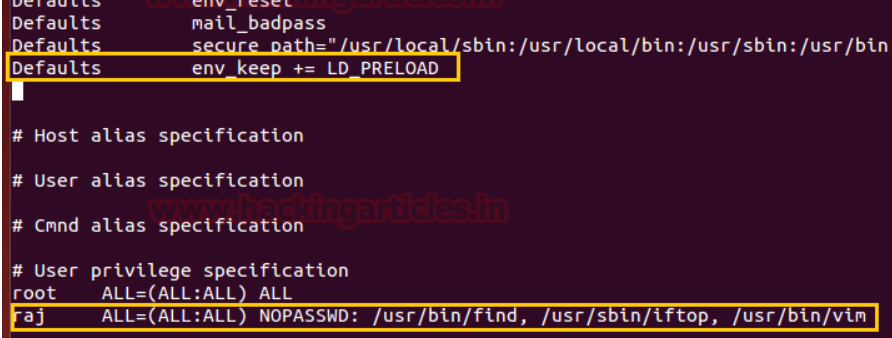 Defaults env_reset
Defaults mail_badpass
Defaults secure_path="/usr/local/sbin:/usr/local/bin:/usr/sbin:/usr/bin
Defaults env_keep += LD_PRELOAD
# Host alias specification
# User alias specification
www.hackingarticles.in
# Cmnd alias specification
# User privilege specification
root ALL=(ALL:ALL) ALL
raj ALL=(ALL:ALL) NOPASSWD: /usr/bin/find, /usr/sbin/iftop, /usr/bin/vim